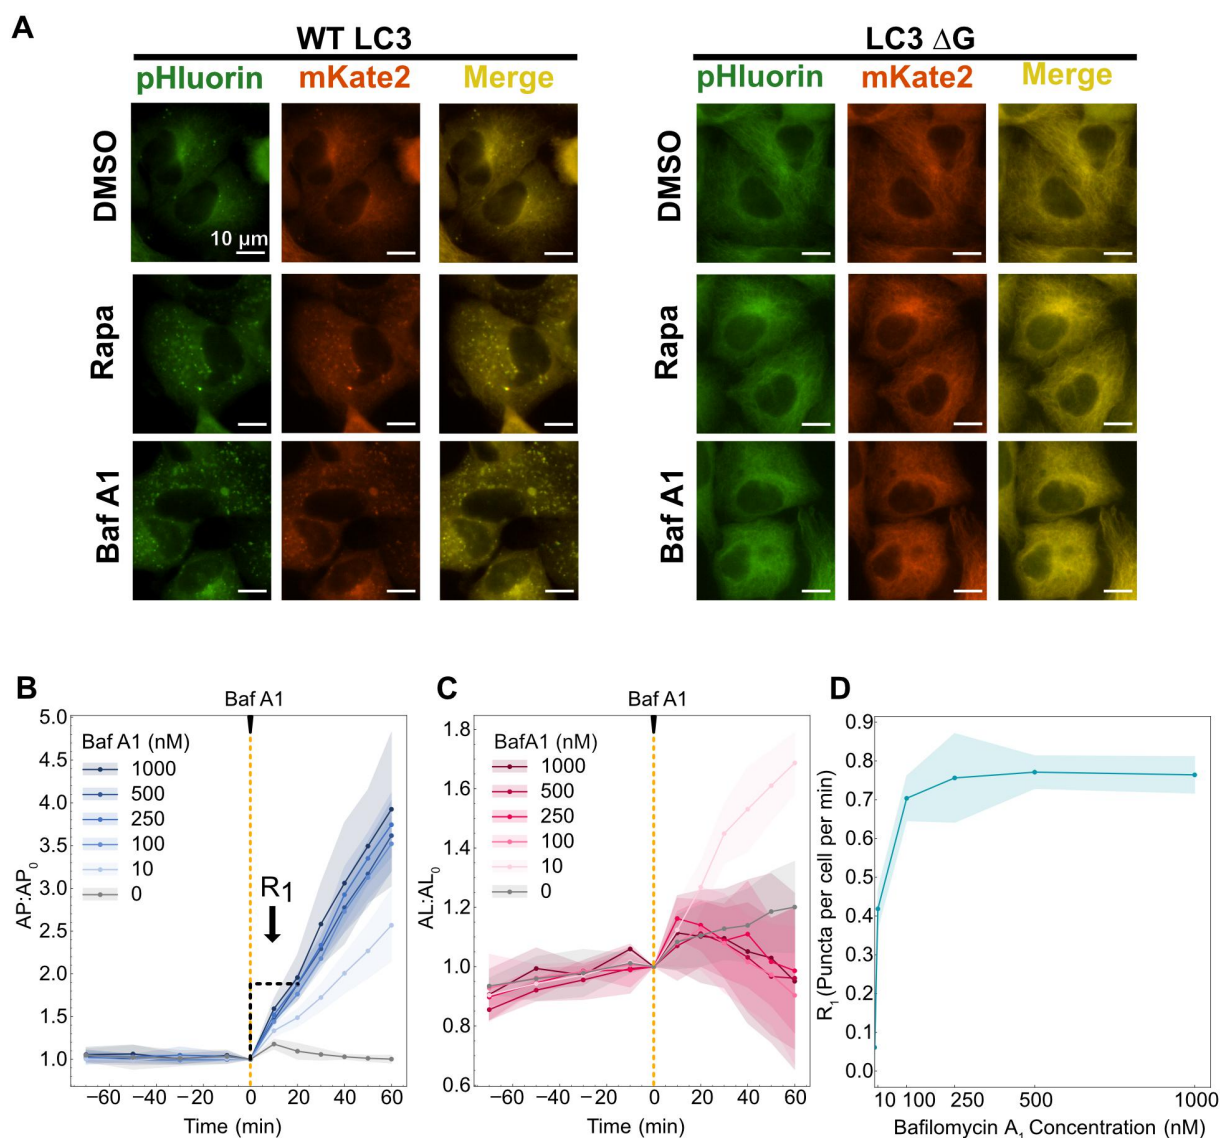 A
WT LC3
LC3 ΔG
pHluorin mKate2 Merge
pHluorin mKate2 Merge
DMSO
10 μm
DMSO
Rapa
Rapa
Baf A1
Baf A1
B
Baf A1
AP:AP0
5.0
4.5
4.0
3.5
3.0
2.5
2.0
1.5
1.0
Baf A1 (nM)
1000
500
250
100
10
0
R1
−60 −40 −20 0 20 40 60
Time (min)
C
Baf A1
AL:AL0
1.8
1.6
1.4
1.2
1.0
0.8
0.6
BafA1 (nM)
1000
500
250
100
10
0
−60 −40 −20 0 20 40 60
Time (min)
D
R1 (Puncta per cell per min)
0.9
0.8
0.7
0.6
0.5
0.4
0.3
0.2
0.1
0.0
10 100 250 500 1000
Bafilomycin A1 Concentration (nM)